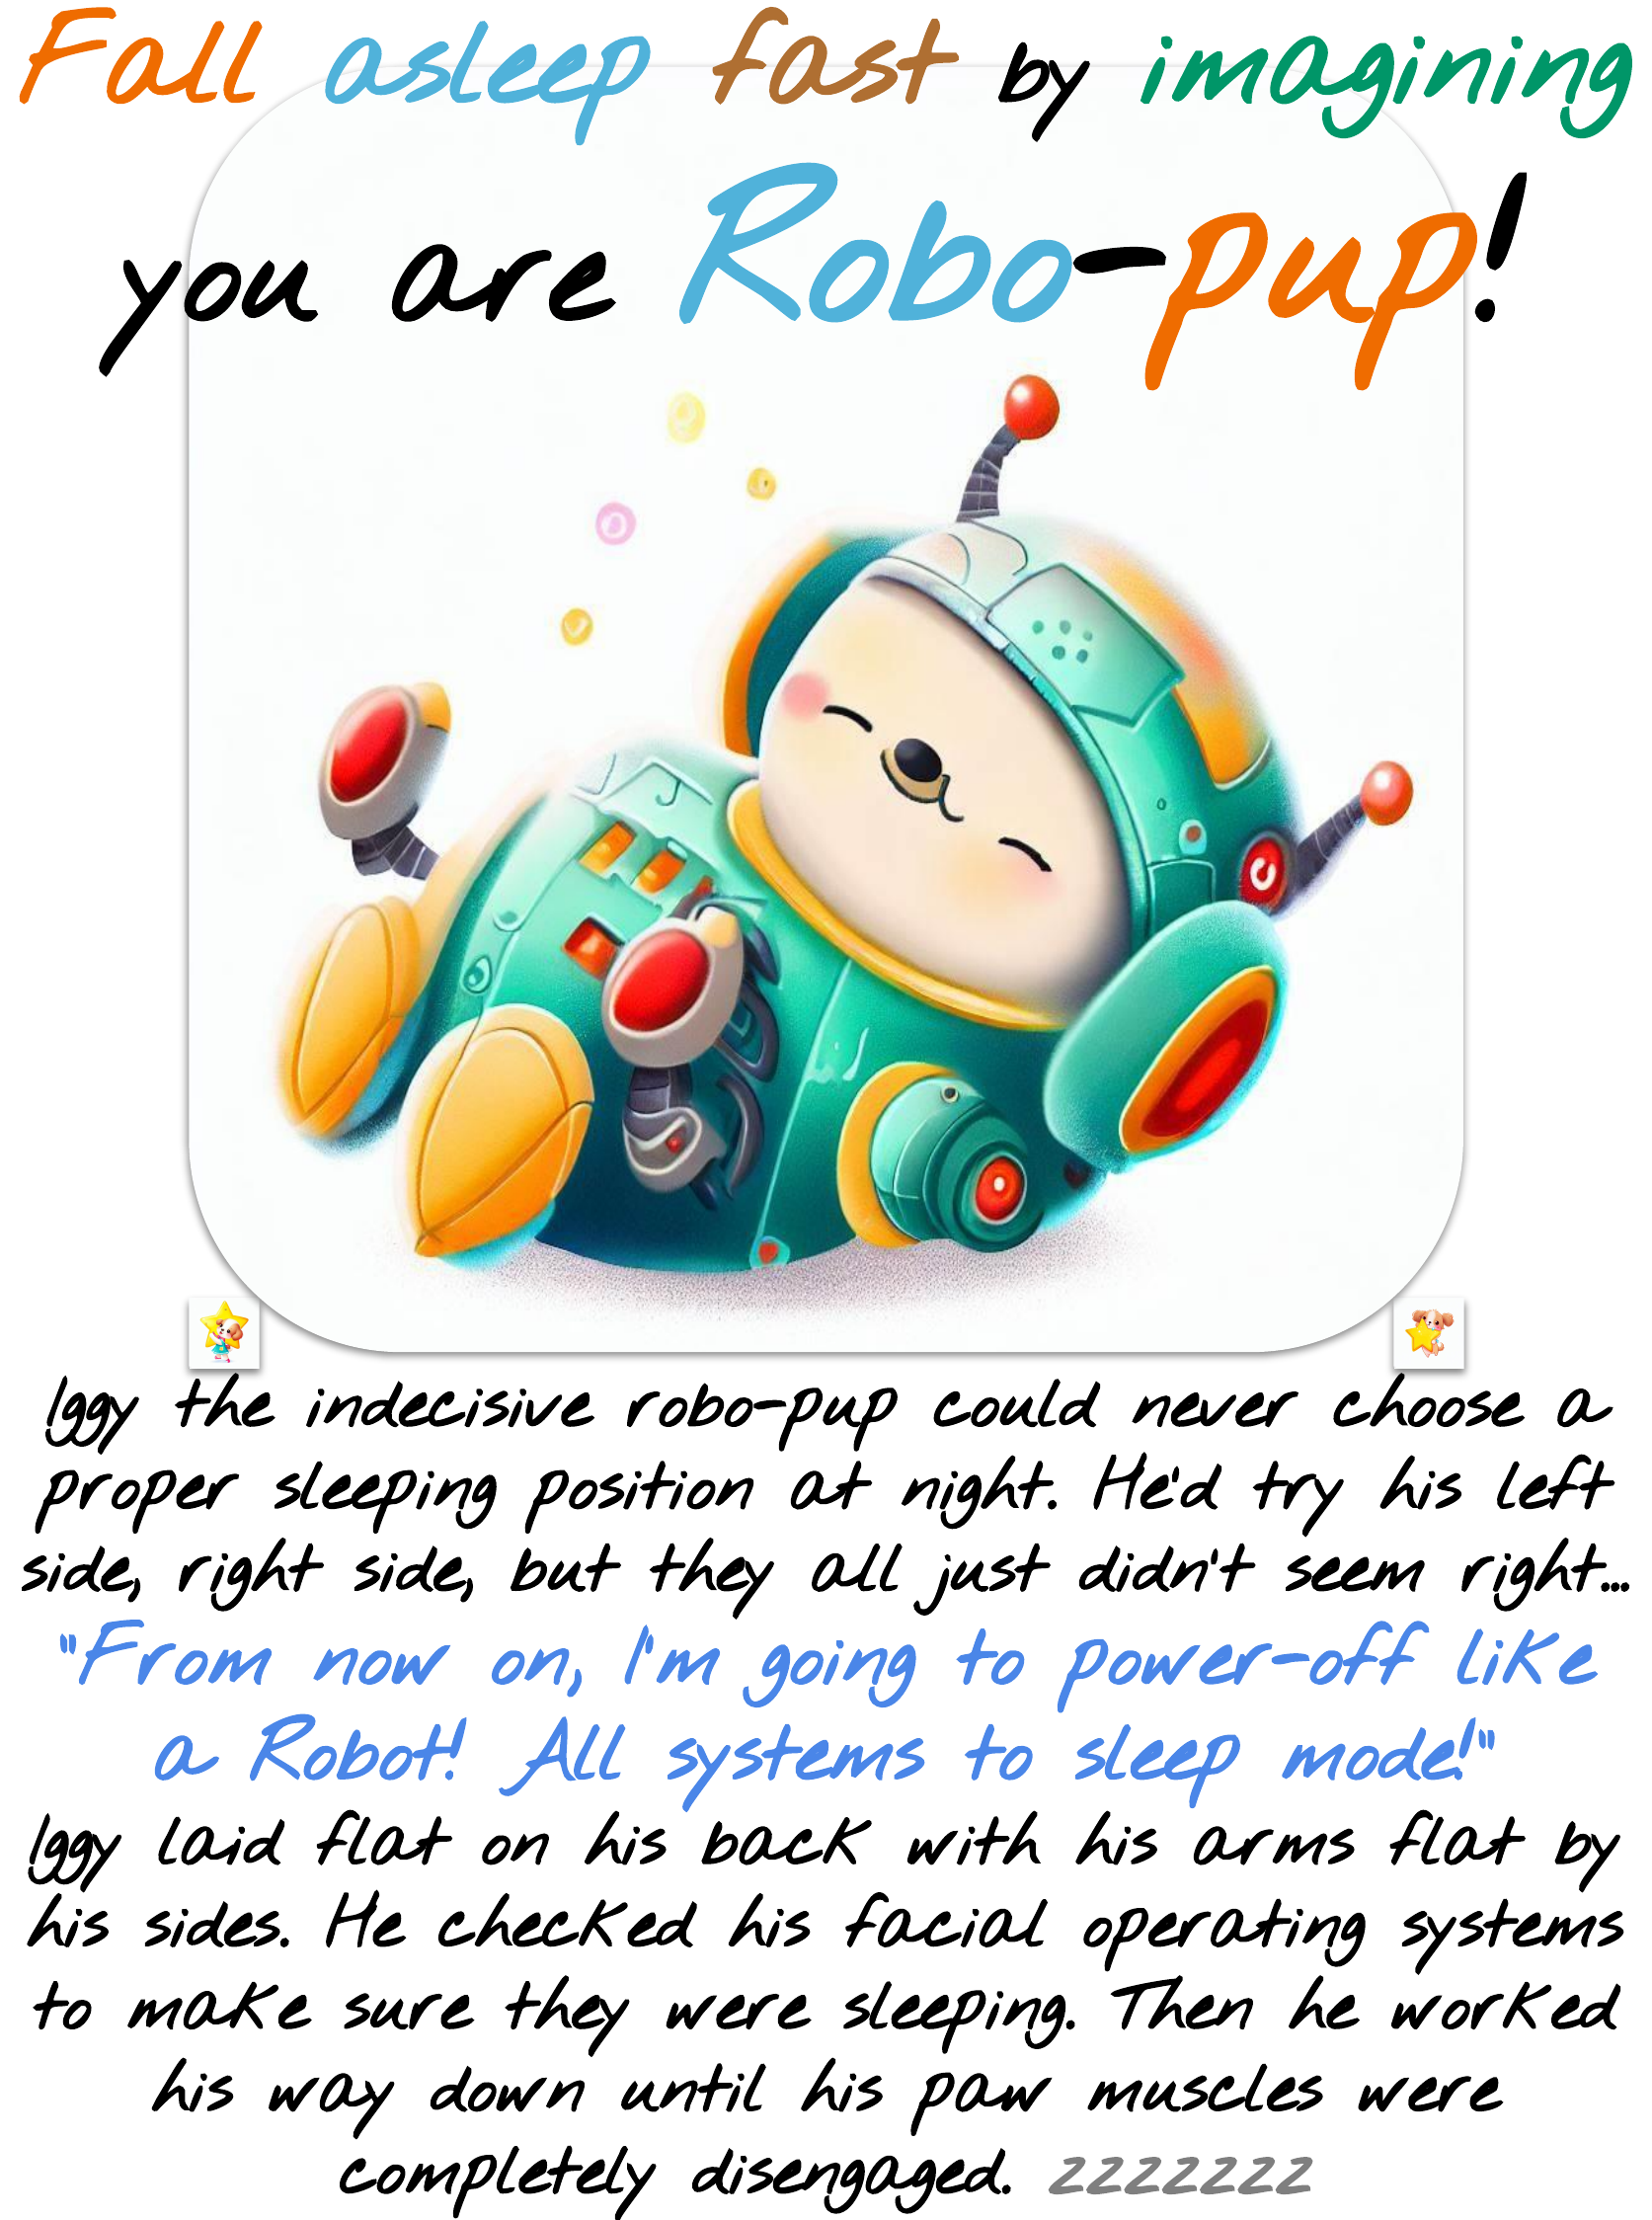 Fall asleep fast by imagining
you are Robo-pup!
Iggy the indecisive robo-pup could never choose a
proper sleeping position at night. He'd try his left
side, right side, but they all just didn't seem right...
"From now on, I'm going to power-off like
a Robot! All systems to sleep mode!"
Iggy laid flat on his back with his arms flat by
his sides. He checked his facial operating systems
to make sure they were sleeping. Then he worked
his way down until his paw muscles were
completely disengaged. zzzzzzz